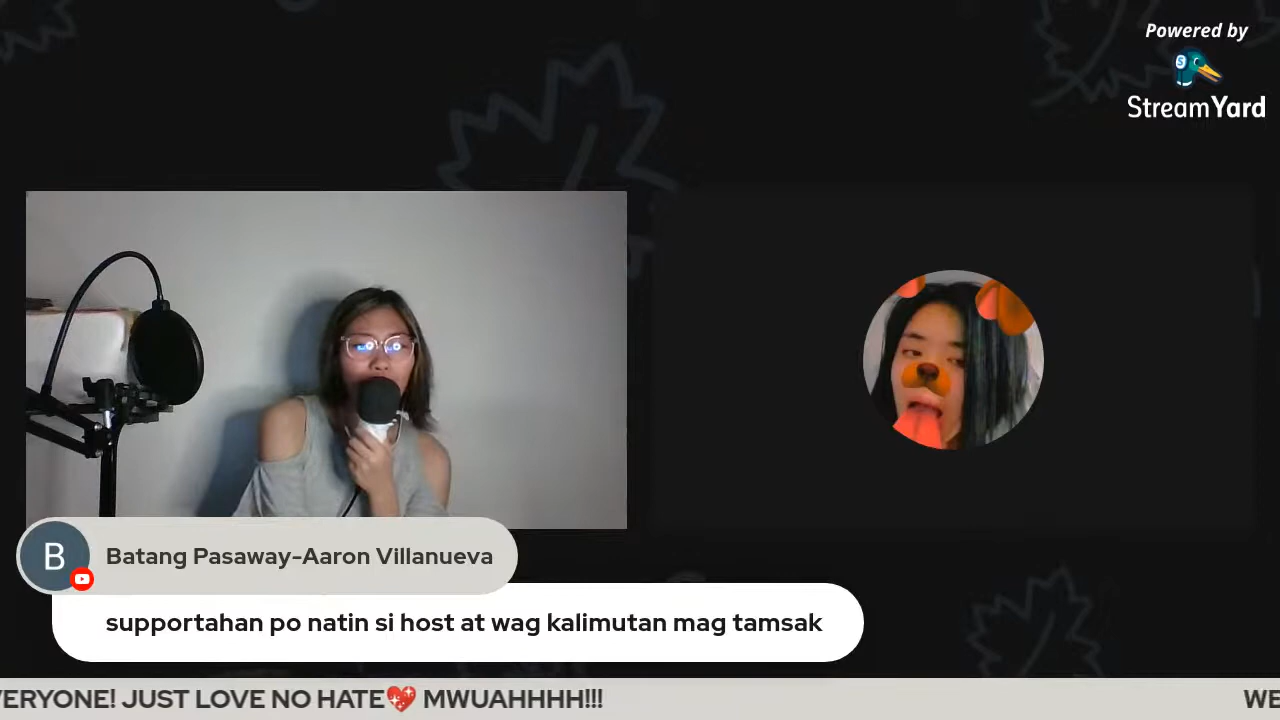 Powered by
StreamYard
B
Batang Pasaway-Aaron Villanueva
supportahan po natin si host at wag kalimutan mag tamsak
VERYONE! JUST LOVE NO HATE💖 MWUAHHHH!!! WE